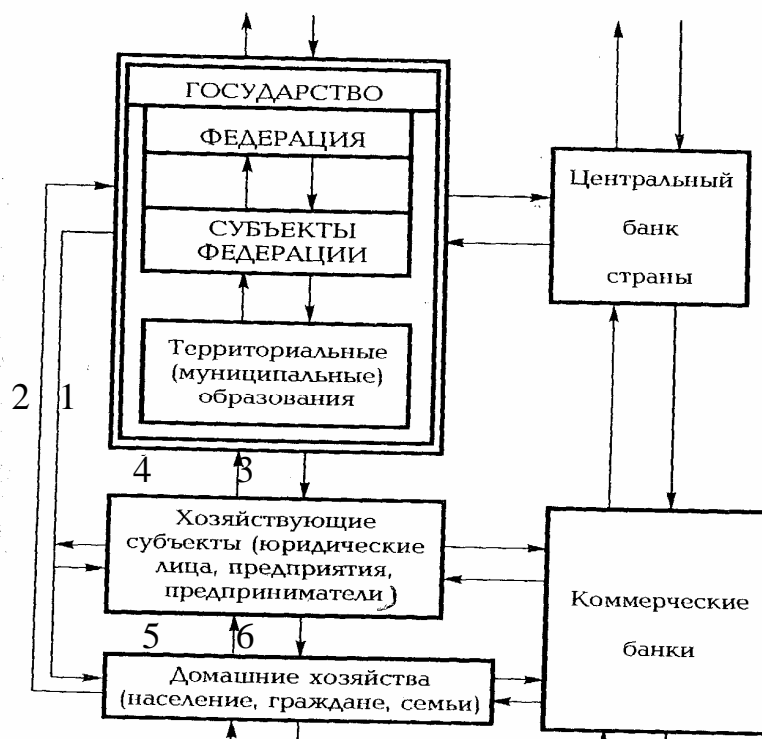 ГОСУДАРСТВО
ФЕДЕРАЦИЯ
СУБЪЕКТЫ
ФЕДЕРАЦИИ
Территориальные
(муниципальные)
образования
Центральный
банк
страны
2 1
4 3
Хозяйствующие
субъекты (юридические
лица, предприятия,
предприниматели)
5 6
Домашние хозяйства
(население, граждане, семьи)
Коммерческие
банки